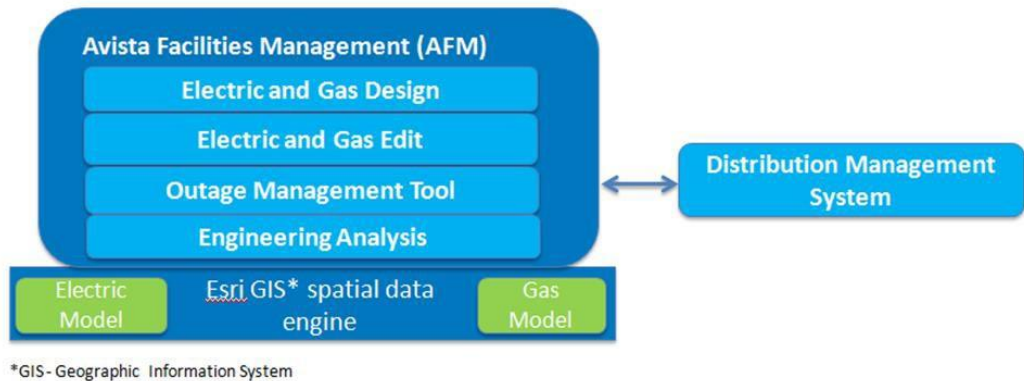 Avista Facilities Management (AFM)
Electric and Gas Design
Electric and Gas Edit
Outage Management Tool
Engineering Analysis
Distribution Management
System
Electric
Model
Esri GIS* spatial data
engine
Gas
Model
*GIS - Geographic Information System